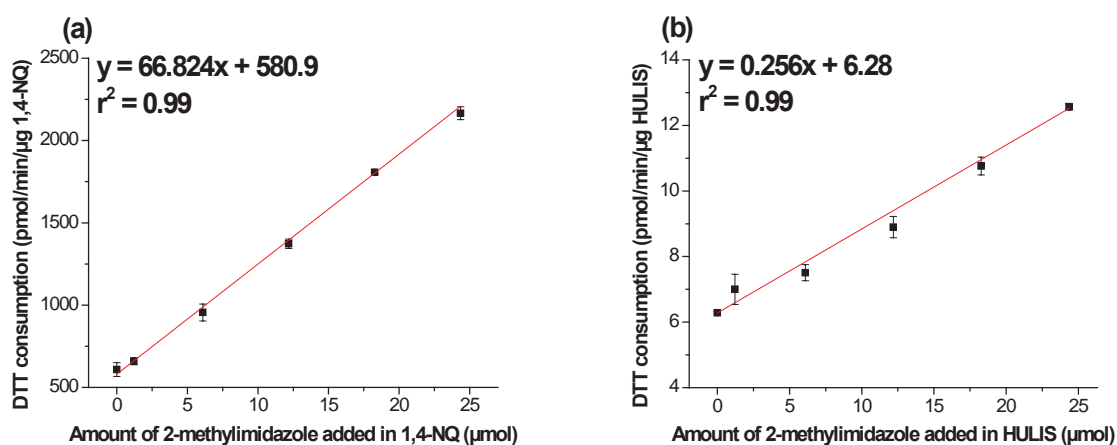 (a)
y = 66.824x + 580.9
r² = 0.99
2500
2000
1500
1000
500
0 5 10 15 20 25
DTT consumption (pmol/min/µg 1,4-NQ)
Amount of 2-methylimidazole added in 1,4-NQ (µmol)
(b)
y = 0.256x + 6.28
r² = 0.99
14
12
10
8
6
4
0 5 10 15 20 25
DTT consumption (pmol/min/µg HULIS)
Amount of 2-methylimidazole added in HULIS (µmol)